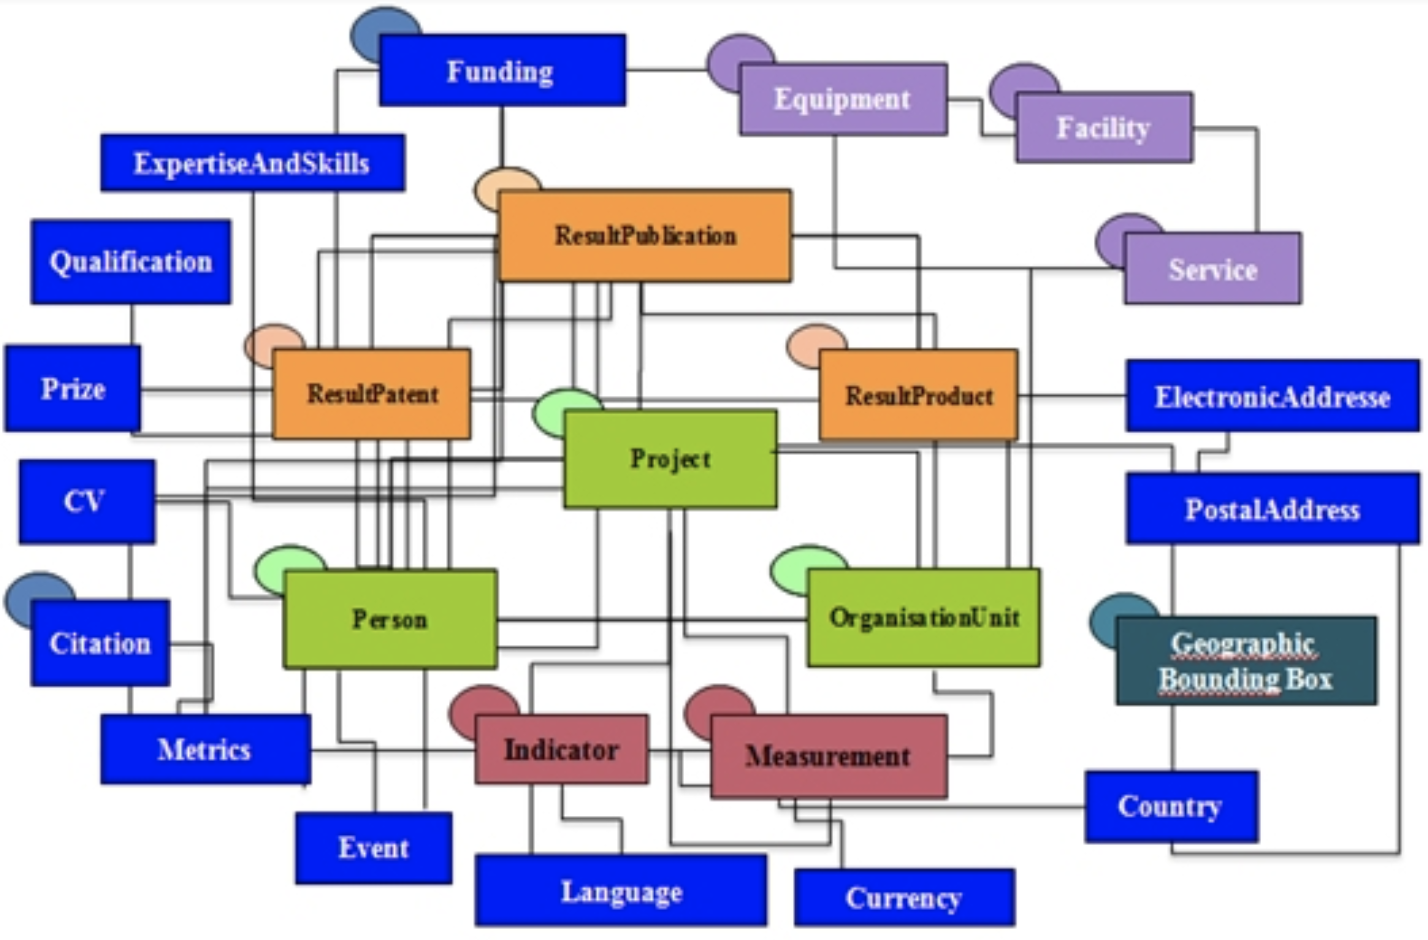 Funding
Equipment
Facility
ExpertiseAndSkills
ResultPublication
Qualification
Service
Prize
ResultPatent
ResultProduct
ElectronicAddresse
Project
CV
PostalAddress
Person
OrganisationUnit
Citation
Geographic
Bounding Box
Metrics
Indicator
Measurement
Country
Event
Language
Currency